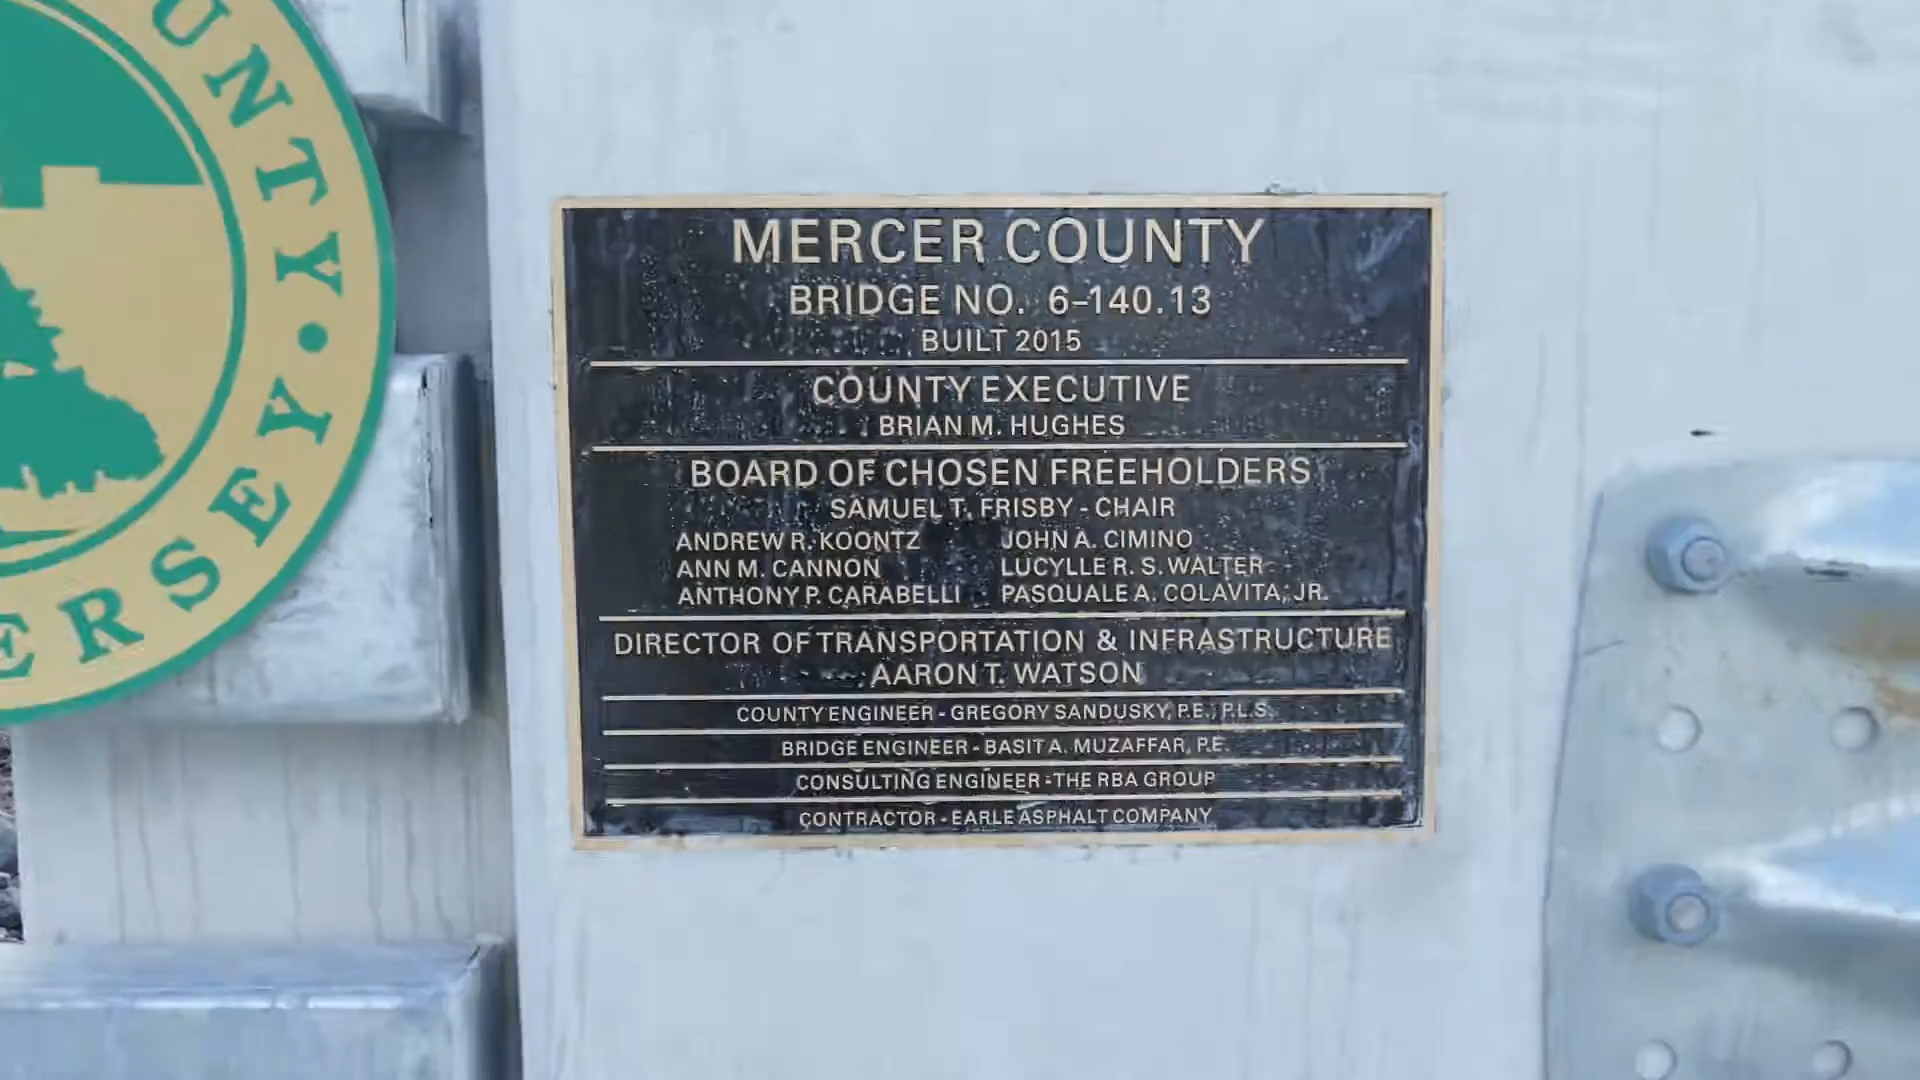 UNTY • 
ERSEY
MERCER COUNTY
BRIDGE NO. 6-140.13
BUILT 2015
COUNTY EXECUTIVE
BRIAN M. HUGHES
BOARD OF CHOSEN FREEHOLDERS
SAMUEL T. FRISBY - CHAIR
ANDREW R. KOONTZ JOHN A. CIMINO
ANN M. CANNON LUCYLLE R. S. WALTER
ANTHONY P. CARABELLI PASQUALE A. COLAVITA, JR.
DIRECTOR OF TRANSPORTATION & INFRASTRUCTURE
AARON T. WATSON
COUNTY ENGINEER - GREGORY SANDUSKY, P.E., P.L.S.
BRIDGE ENGINEER - BASIT A. MUZAFFAR, P.E.
CONSULTING ENGINEER - THE RBA GROUP
CONTRACTOR - EARLE ASPHALT COMPANY